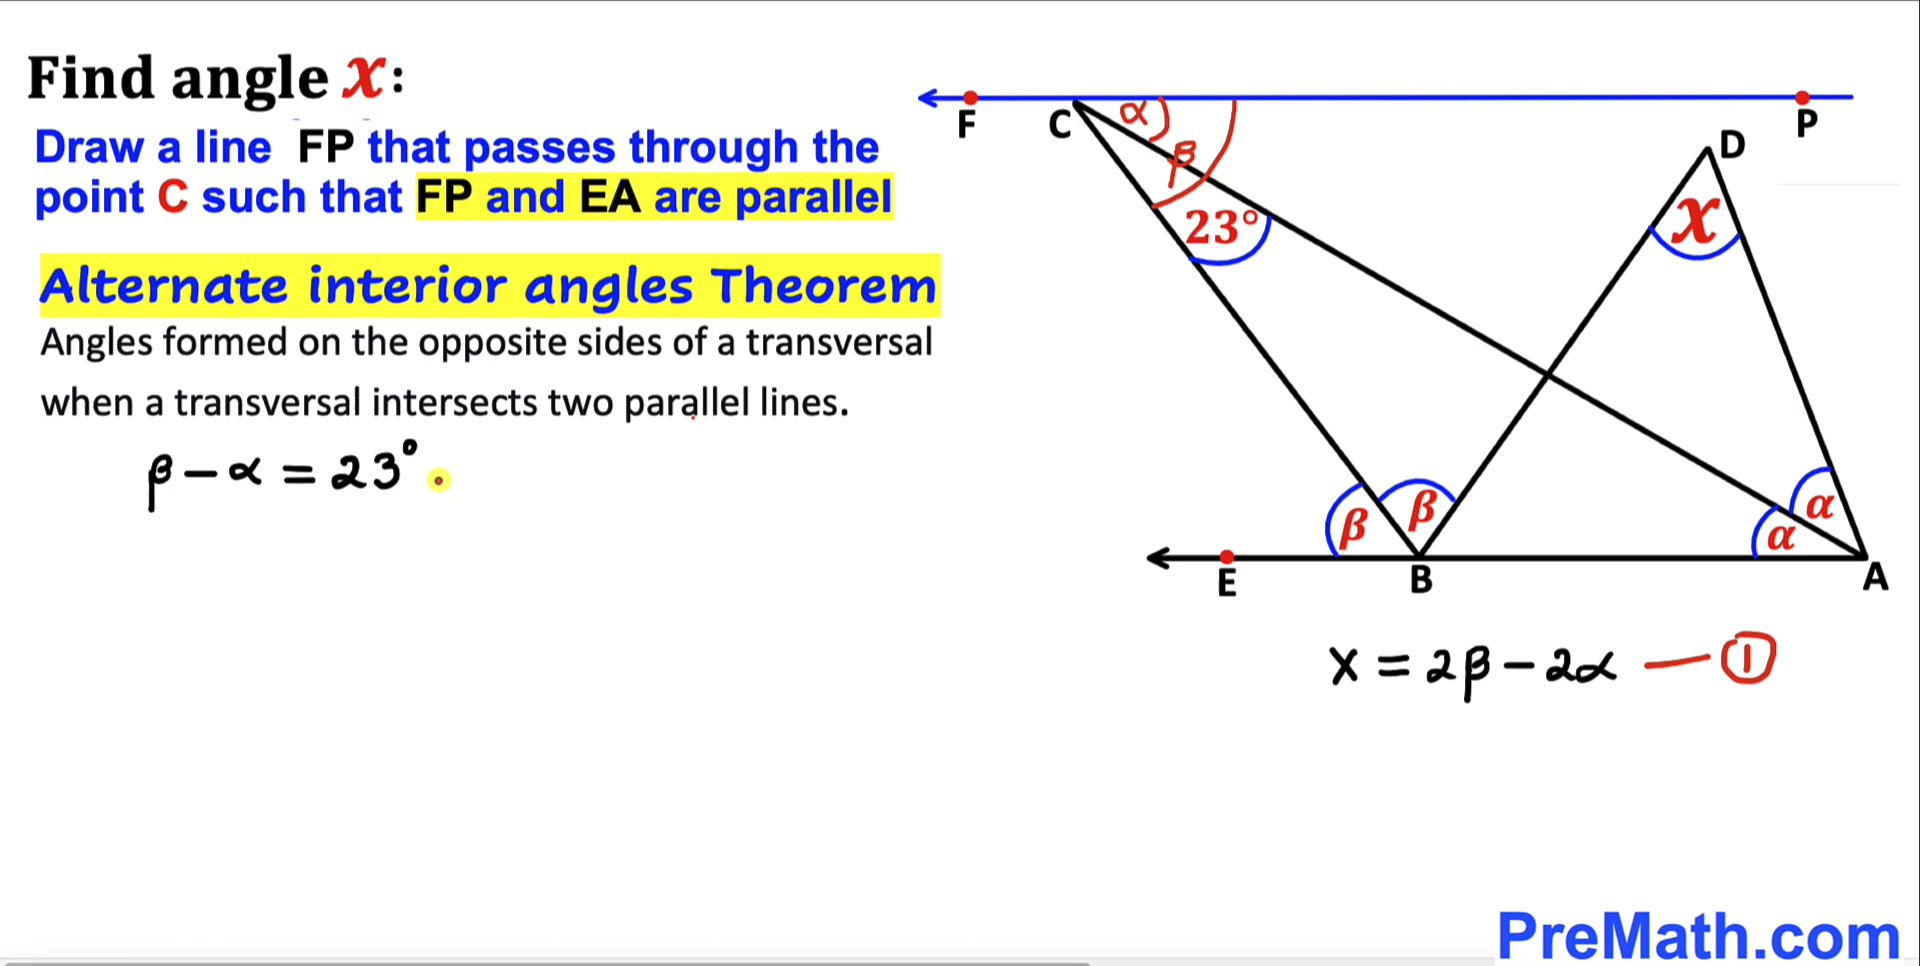 Find angle x:
Draw a line FP that passes through the
point C such that FP and EA are parallel
Alternate interior angles Theorem
Angles formed on the opposite sides of a transversal
when a transversal intersects two parallel lines.
β – α = 23°
F
C
α
P
D
β
23°
x
β
β
α
α
E
B
A
x = 2β – 2α — ①
PreMath.com